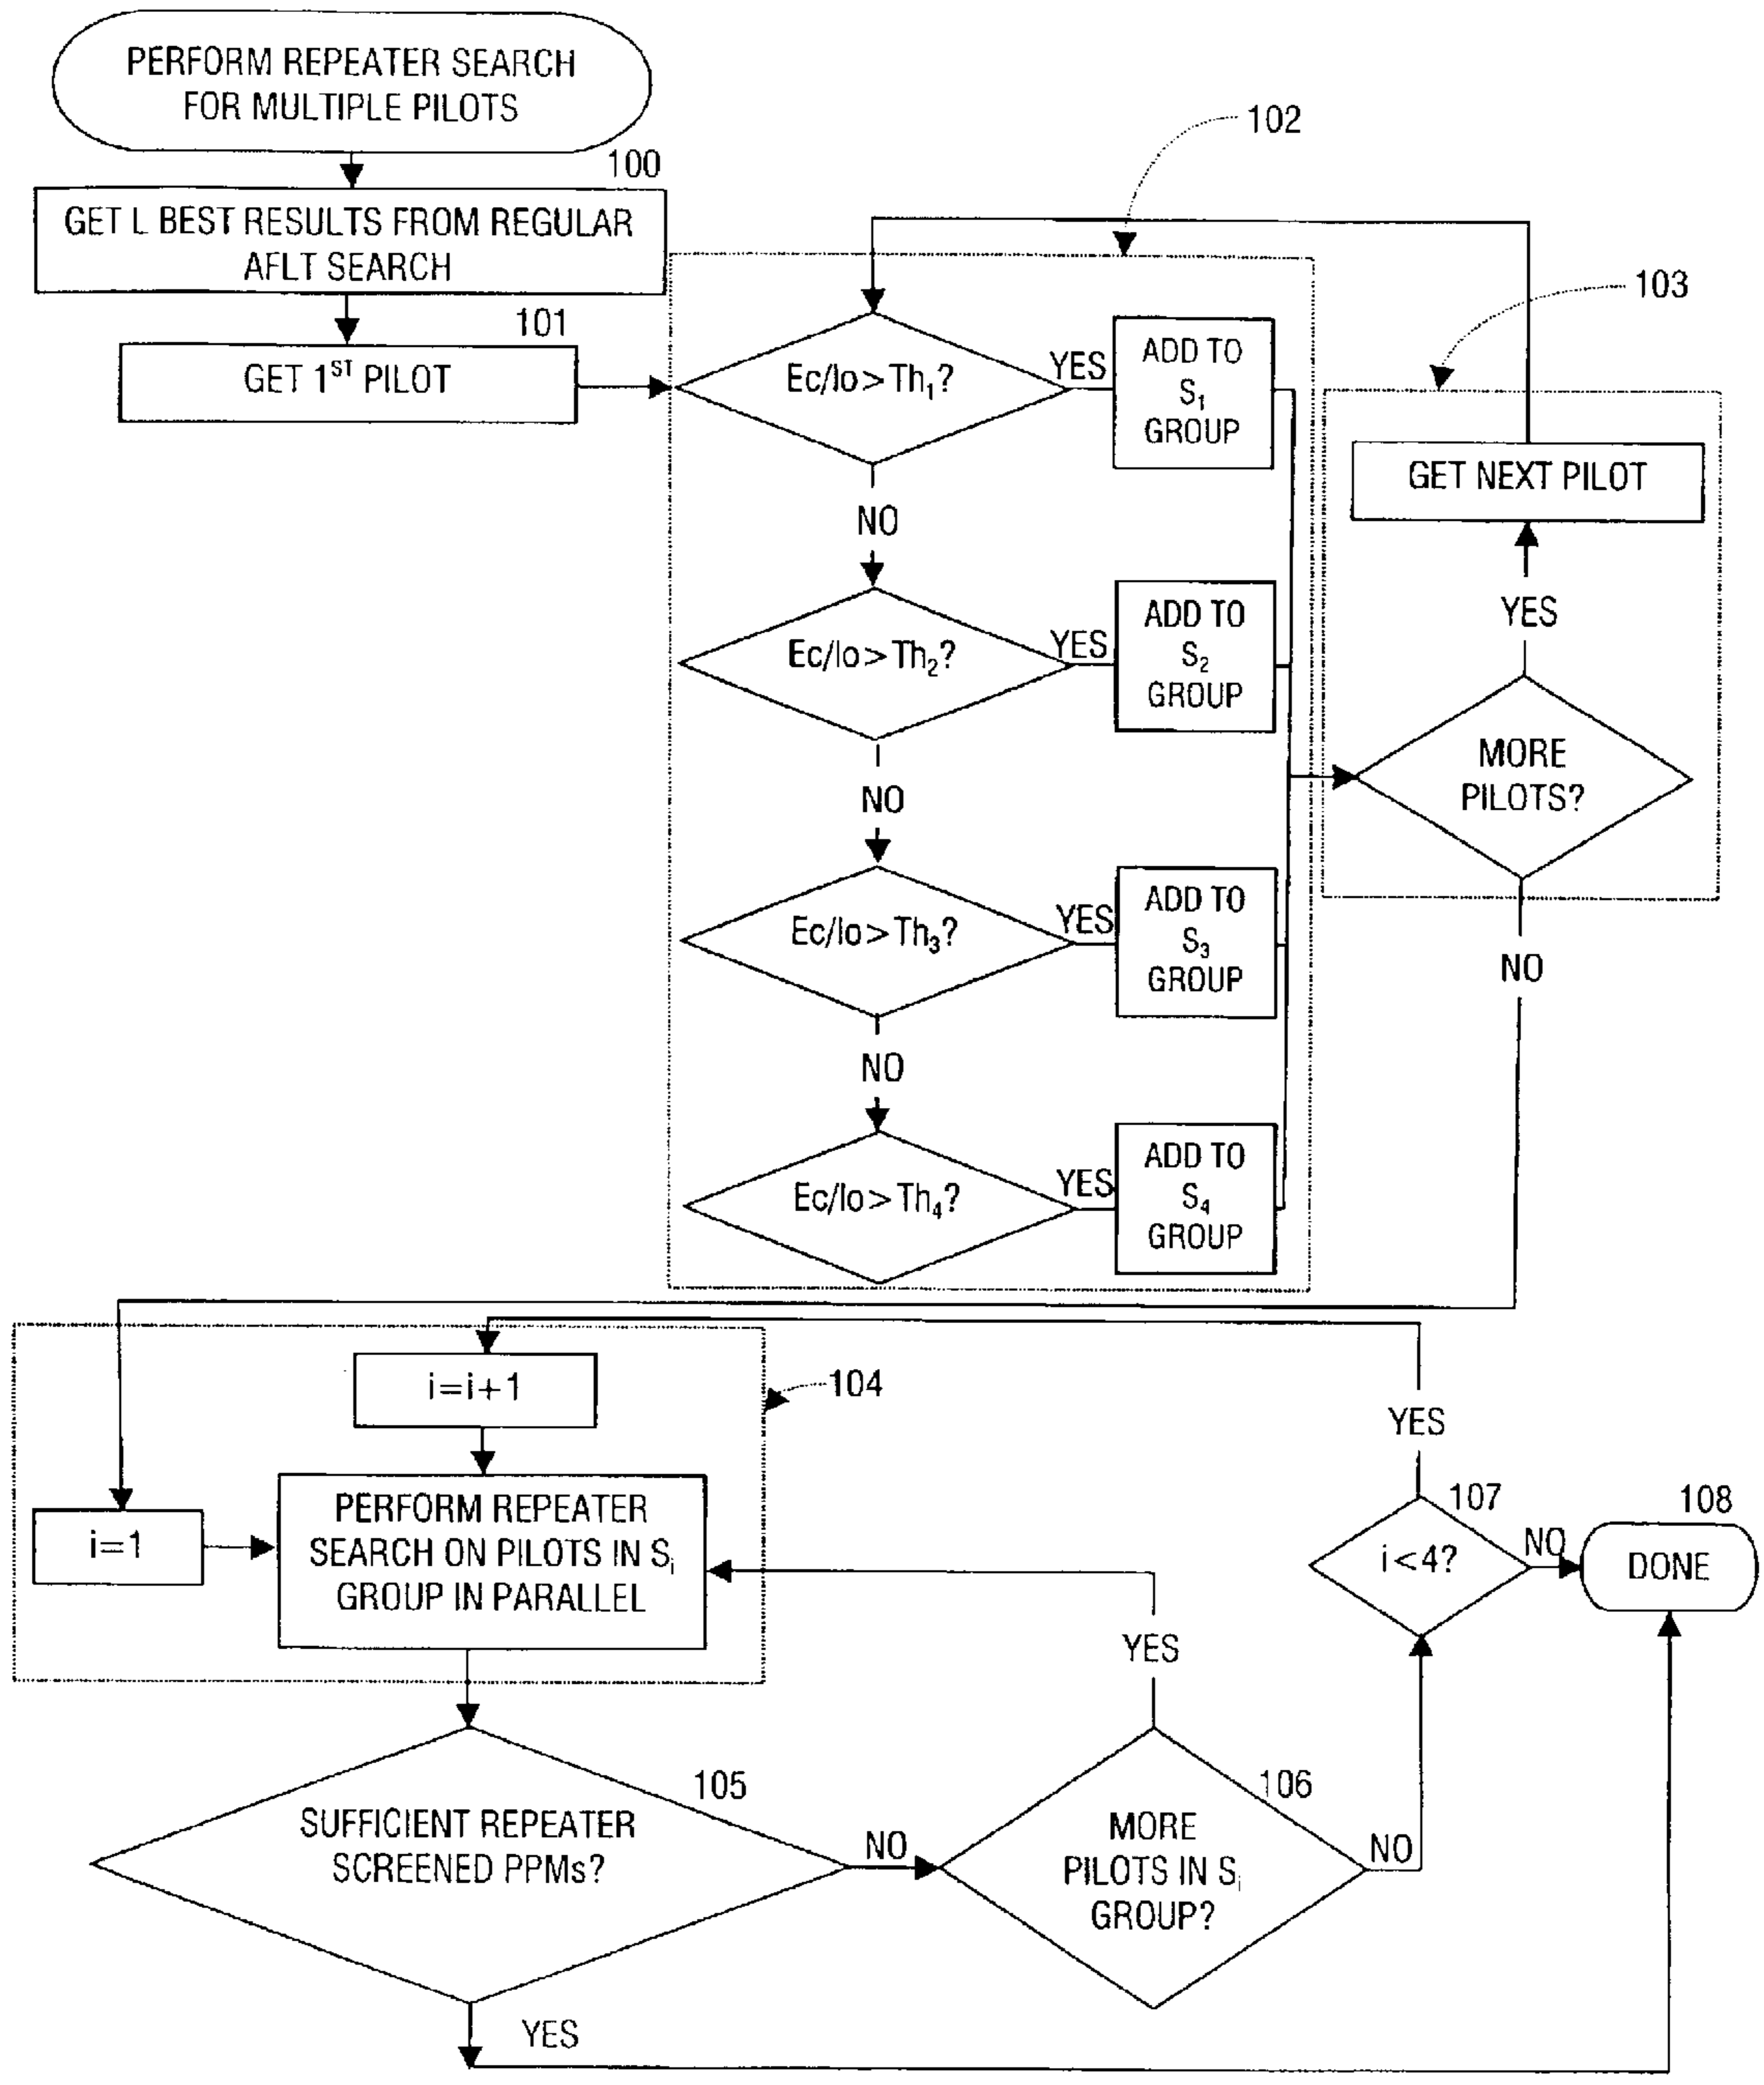 PERFORM REPEATER SEARCH
FOR MULTIPLE PILOTS
100
GET L BEST RESULTS FROM REGULAR
AFLT SEARCH
101
GET 1ST PILOT
102
103
Ec/Io > Th1?
YES
ADD TO
S1
GROUP
NO
Ec/Io > Th2?
YES
ADD TO
S2
GROUP
NO
Ec/Io > Th3?
YES
ADD TO
S3
GROUP
NO
Ec/Io > Th4?
YES
ADD TO
S4
GROUP
GET NEXT PILOT
YES
MORE
PILOTS?
NO
104
i=i+1
i=1
PERFORM REPEATER
SEARCH ON PILOTS IN Si
GROUP IN PARALLEL
105
SUFFICIENT REPEATER
SCREENED PPMs?
NO
YES
106
MORE
PILOTS IN Si
GROUP?
YES
NO
107
i<4?
YES
NO
108
DONE